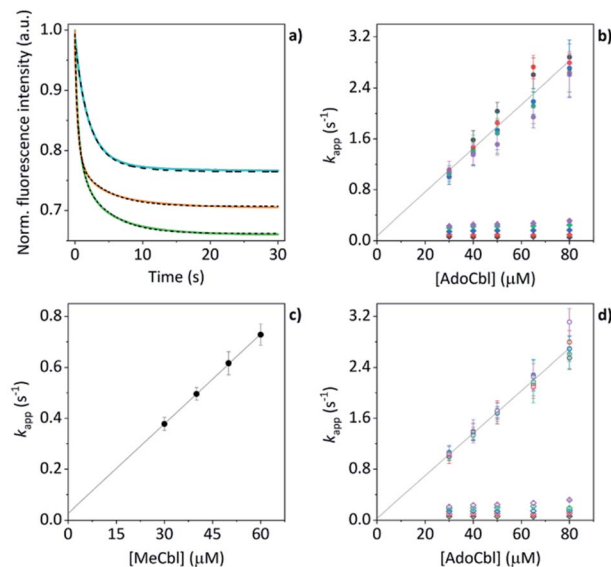 a)
Norm. fluorescence intensity (a.u.)
1.0
0.9
0.8
0.7
0 10 20 30
Time (s)
b)
kapp (s-1)
3.2
2.4
1.6
0.8
0.0
0 20 40 60 80
[AdoCbl] (μM)
c)
kapp (s-1)
0.8
0.6
0.4
0.2
0.0
0 15 30 45 60
[MeCbl] (μM)
d)
kapp (s-1)
3.2
2.4
1.6
0.8
0.0
0 20 40 60 80
[AdoCbl] (μM)